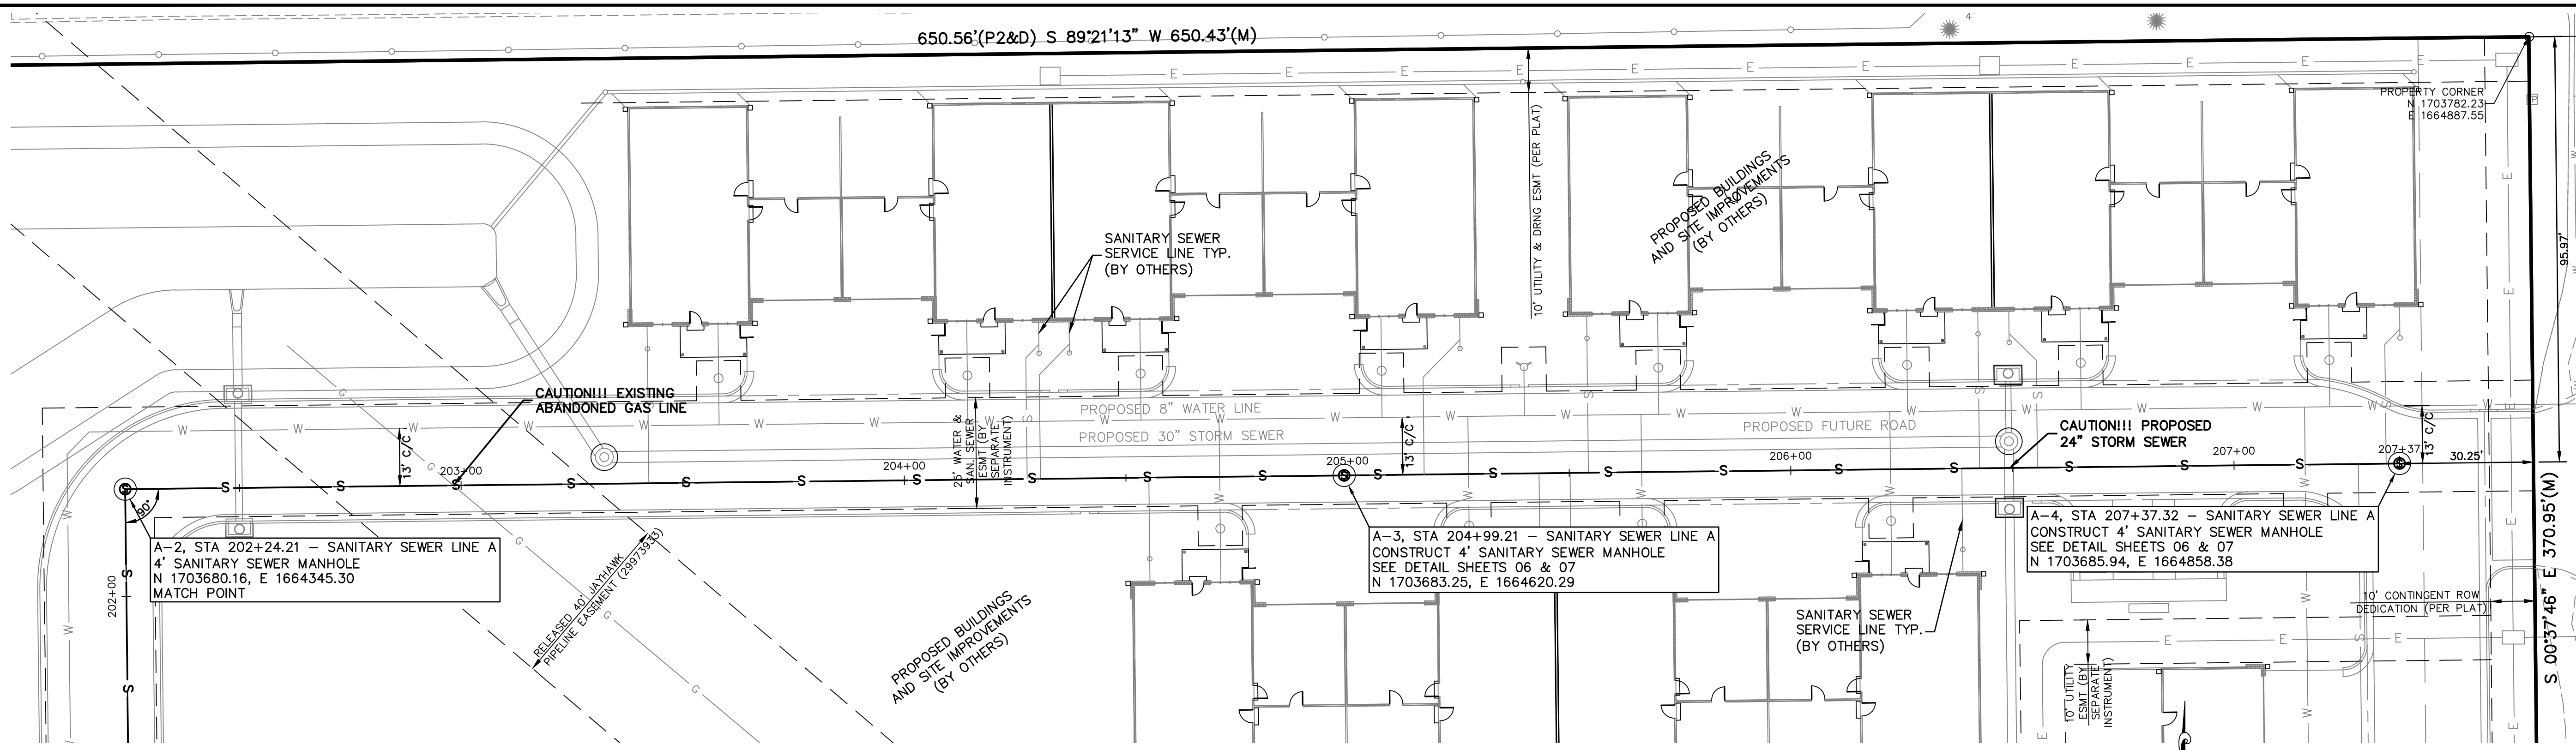 650.56'(P2&D) S 89°21'13" W 650.43'(M)
4'
E E E E E E E E E
PROPERTY CORNER
N 1703782.23
E 1664887.55
P
95.97'
10' UTILITY & DRNG ESMT (PER PLAT)
PROPOSED BUILDINGS
AND SITE IMPROVEMENTS
(BY OTHERS)
SANITARY SEWER
SERVICE LINE TYP.
(BY OTHERS)
CAUTION!!! EXISTING
ABANDONED GAS LINE
PROPOSED 8" WATER LINE
PROPOSED 30" STORM SEWER
PROPOSED FUTURE ROAD
CAUTION!!! PROPOSED
24" STORM SEWER
13' C/C
13' C/C
13' C/C
25' WATER &
SAN. SEWER
ESMT (BY
SEPARATE
INSTRUMENT)
202+00
203+00
204+00
205+00
206+00
207+00
207+37
30.25'
90°
A-2, STA 202+24.21 – SANITARY SEWER LINE A
4' SANITARY SEWER MANHOLE
N 1703680.16, E 1664345.30
MATCH POINT
RELEASED 40' JAYHAWK
PIPELINE EASEMENT (29973933)
PROPOSED BUILDINGS
AND SITE IMPROVEMENTS
(BY OTHERS)
A-3, STA 204+99.21 – SANITARY SEWER LINE A
CONSTRUCT 4' SANITARY SEWER MANHOLE
SEE DETAIL SHEETS 06 & 07
N 1703683.25, E 1664620.29
SANITARY SEWER
SERVICE LINE TYP.
(BY OTHERS)
A-4, STA 207+37.32 – SANITARY SEWER LINE A
CONSTRUCT 4' SANITARY SEWER MANHOLE
SEE DETAIL SHEETS 06 & 07
N 1703685.94, E 1664858.38
10' CONTINGENT ROW
DEDICATION (PER PLAT)
10' UTILITY
ESMT (BY
SEPARATE
INSTRUMENT)
S 00°37'46" E 370.95'(M)